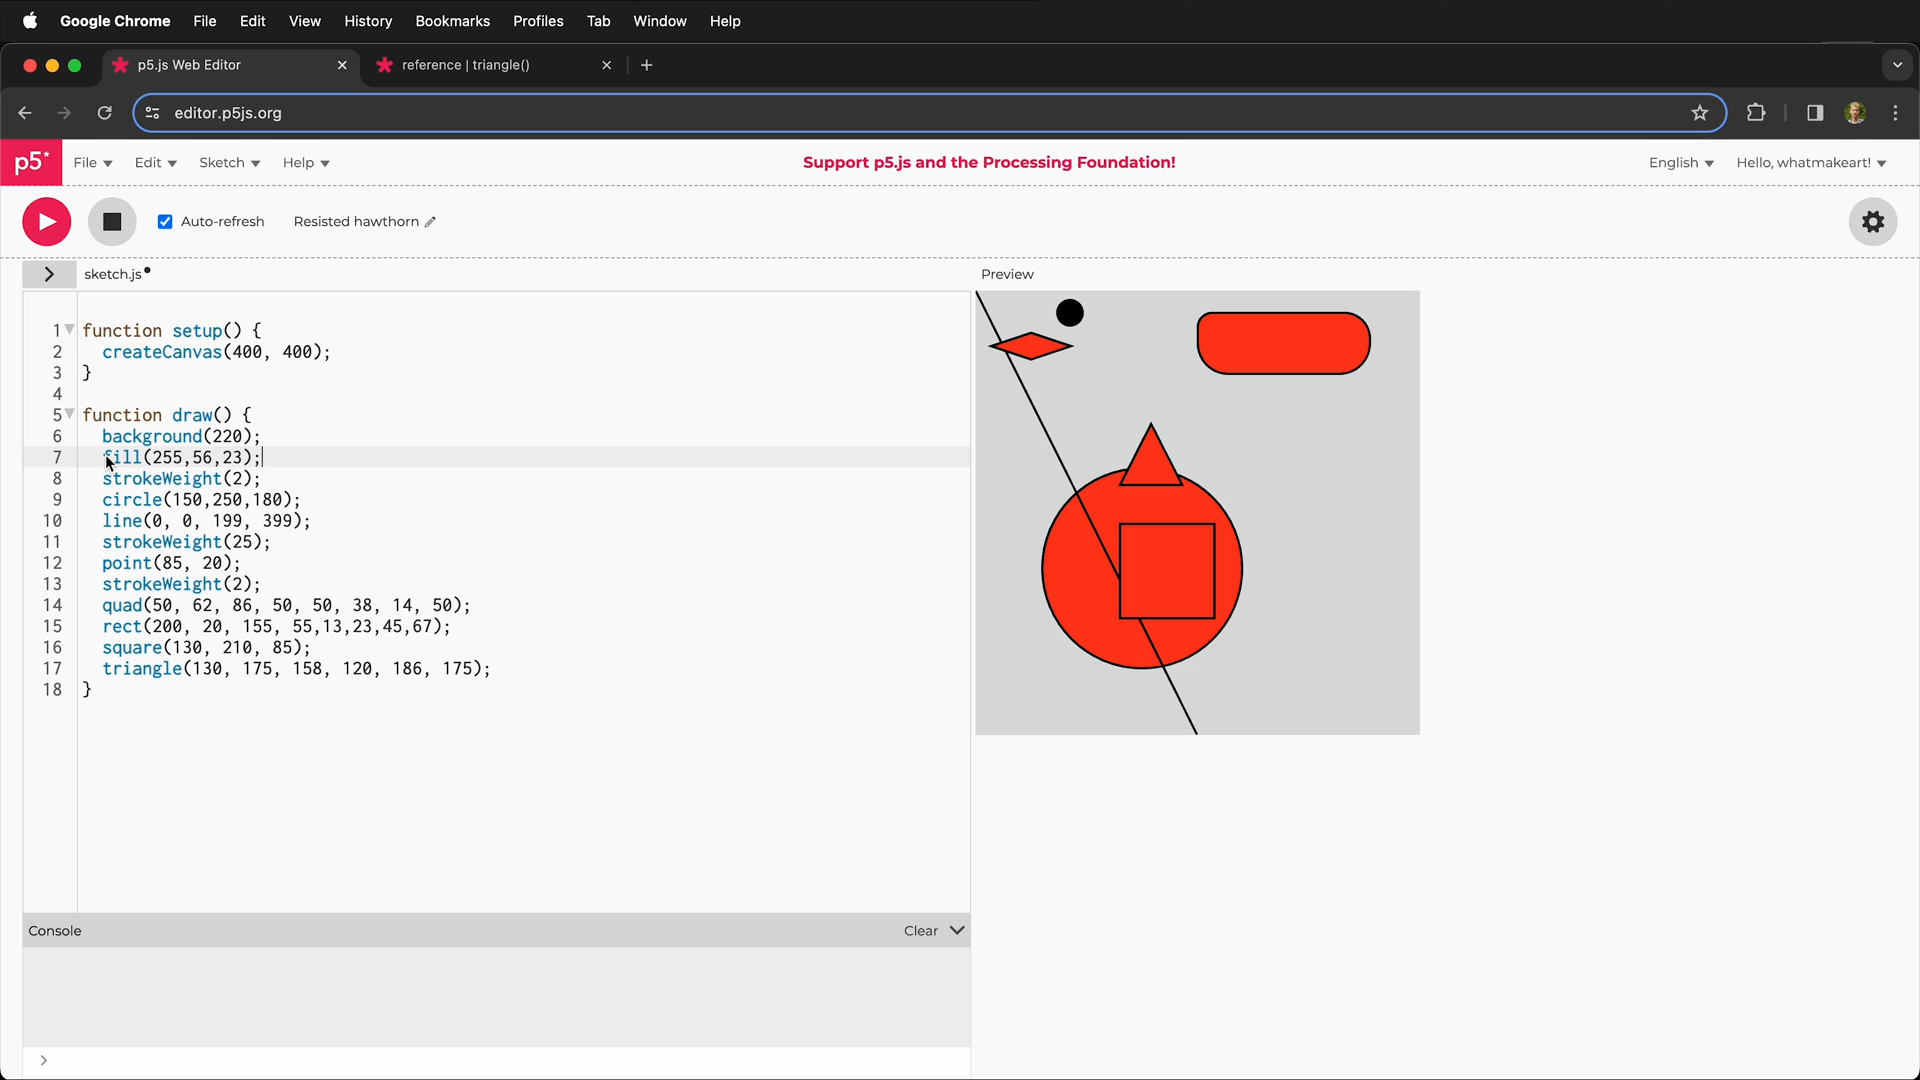 Google Chrome File Edit View History Bookmarks Profiles Tab Window Help
p5.js Web Editor reference | triangle()
editor.p5js.org
p5* File Edit Sketch Help Support p5.js and the Processing Foundation! English Hello, whatmakeart!
Auto-refresh Resisted hawthorn
sketch.js Preview
1 function setup() {
2 createCanvas(400, 400);
3 }
4
5 function draw() {
6 background(220);
7 fill(255,56,23);
8 strokeWeight(2);
9 circle(150,250,180);
10 line(0, 0, 199, 399);
11 strokeWeight(25);
12 point(85, 20);
13 strokeWeight(2);
14 quad(50, 62, 86, 50, 50, 38, 14, 50);
15 rect(200, 20, 155, 55,13,23,45,67);
16 square(130, 210, 85);
17 triangle(130, 175, 158, 120, 186, 175);
18 }
Console Clear
>